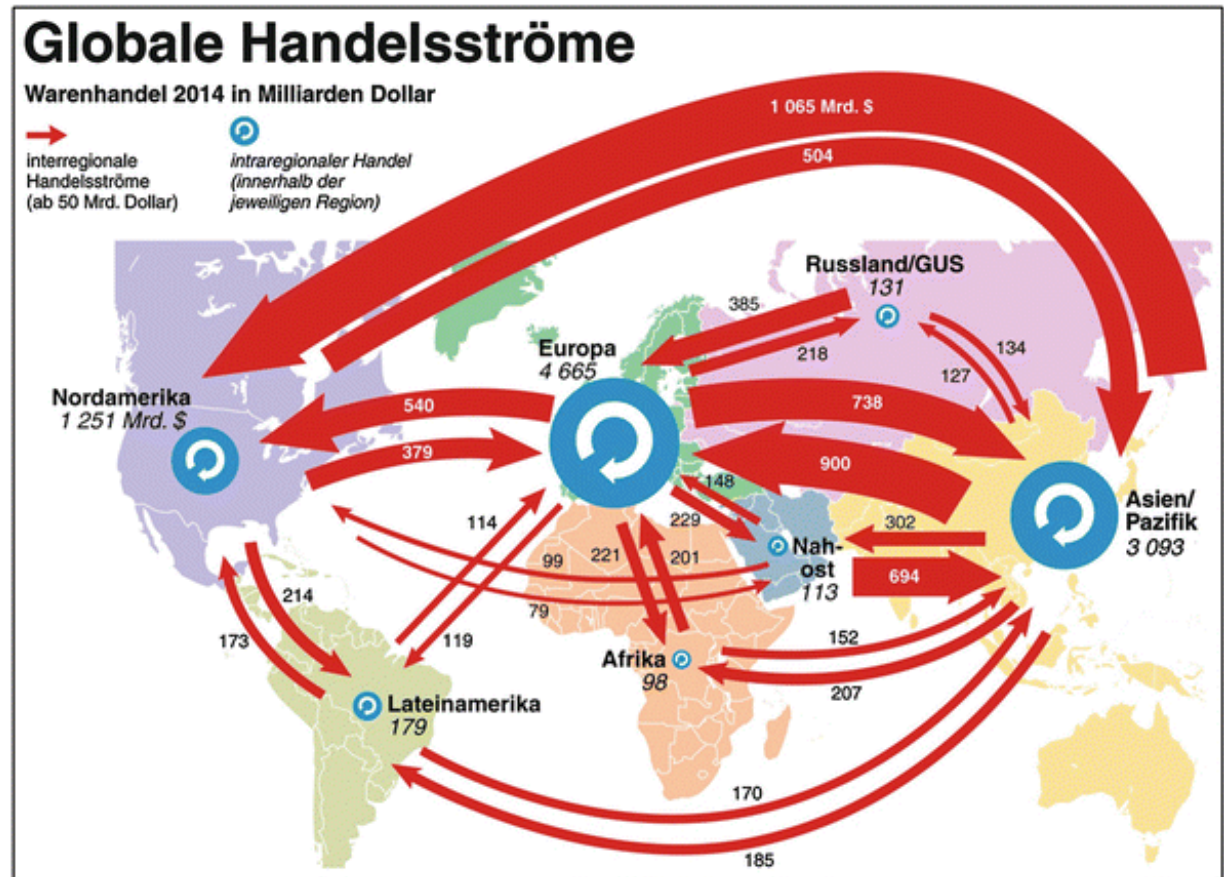 Globale Handelsströme
Warenhandel 2014 in Milliarden Dollar
interregionale
Handelsströme
(ab 50 Mrd. Dollar)
intraregionaler Handel
(innerhalb der
jeweiligen Region)
1 065 Mrd. $
504
Russland/GUS
131
385
218
134
127
Europa
4 665
Nordamerika
1 251 Mrd. $
540
379
738
900
148
229
Asien/
Pazifik
3 093
302
Nah-
ost
113
694
114
119
99
221
201
79
214
173
152
207
Afrika
98
Lateinamerika
179
170
185